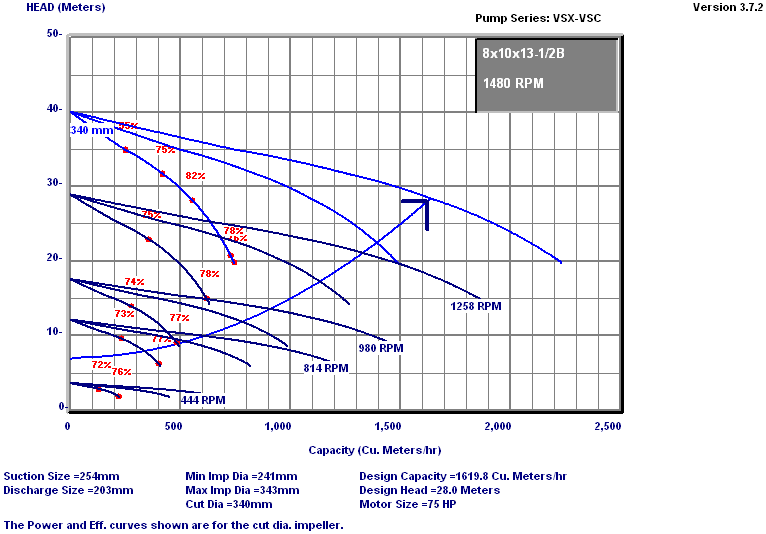 HEAD (Meters)
Version 3.7.2
Pump Series: VSX-VSC
50-
8x10x13-1/2B
1480 RPM
40-
340 mm
75%
82%
30-
75%
78%
20-
78%
74%
1258 RPM
73%
77%
10-
77%
980 RPM
814 RPM
72%
76%
444 RPM
0-
0 500 1,000 1,500 2,000 2,500
Capacity (Cu. Meters/hr)
Suction Size =254mm Min Imp Dia =241mm Design Capacity =1619.8 Cu. Meters/hr
Discharge Size =203mm Max Imp Dia =343mm Design Head =28.0 Meters
Cut Dia =340mm Motor Size =75 HP
The Power and Eff. curves shown are for the cut dia. impeller.